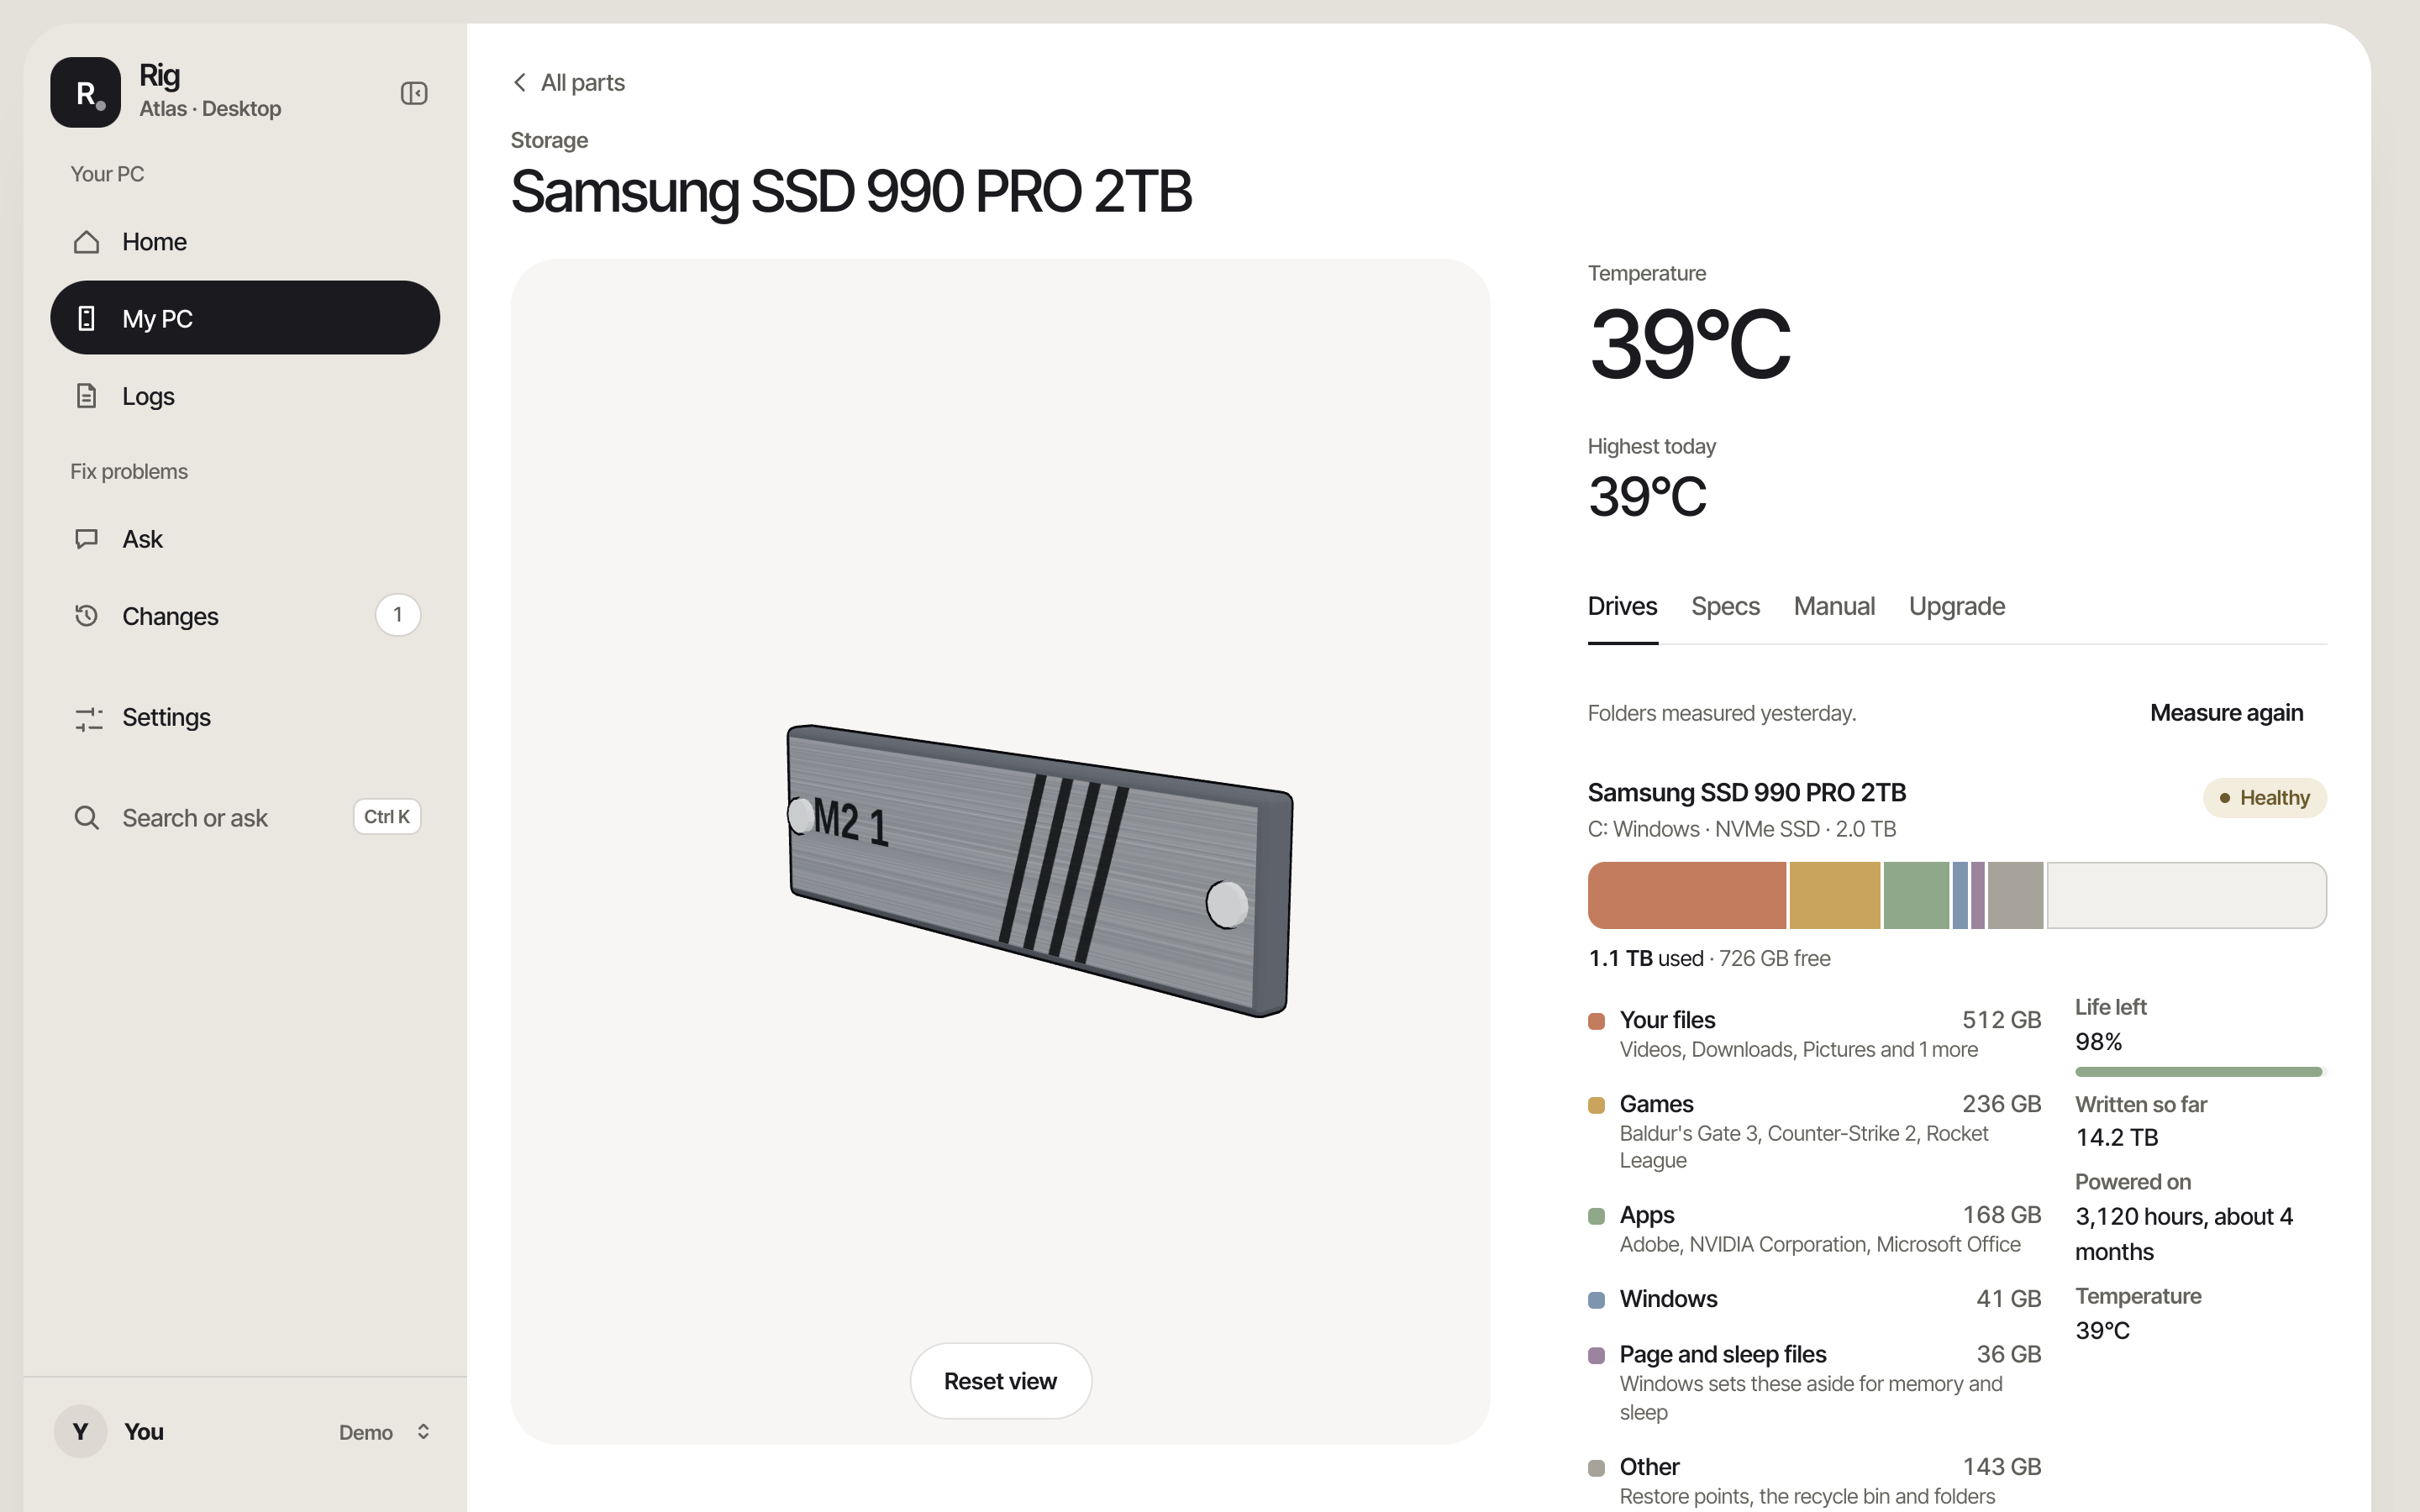 R.
Rig
Atlas · Desktop
Your PC
Home
My PC
Logs
Fix problems
Ask
Changes
1
Settings
Search or ask
Ctrl K
Y
You
Demo
All parts
Storage
Samsung SSD 990 PRO 2TB
M2 1
Reset view
Temperature
39°C
Highest today
39°C
Drives
Specs
Manual
Upgrade
Folders measured yesterday.
Measure again
Samsung SSD 990 PRO 2TB
Healthy
C: Windows · NVMe SSD · 2.0 TB
1.1 TB used · 726 GB free
Your files
512 GB
Videos, Downloads, Pictures and 1 more
Games
236 GB
Baldur's Gate 3, Counter-Strike 2, Rocket
League
Apps
168 GB
Adobe, NVIDIA Corporation, Microsoft Office
Windows
41 GB
Page and sleep files
36 GB
Windows sets these aside for memory and
sleep
Other
143 GB
Restore points, the recycle bin and folders
Life left
98%
Written so far
14.2 TB
Powered on
3,120 hours, about 4
months
Temperature
39°C